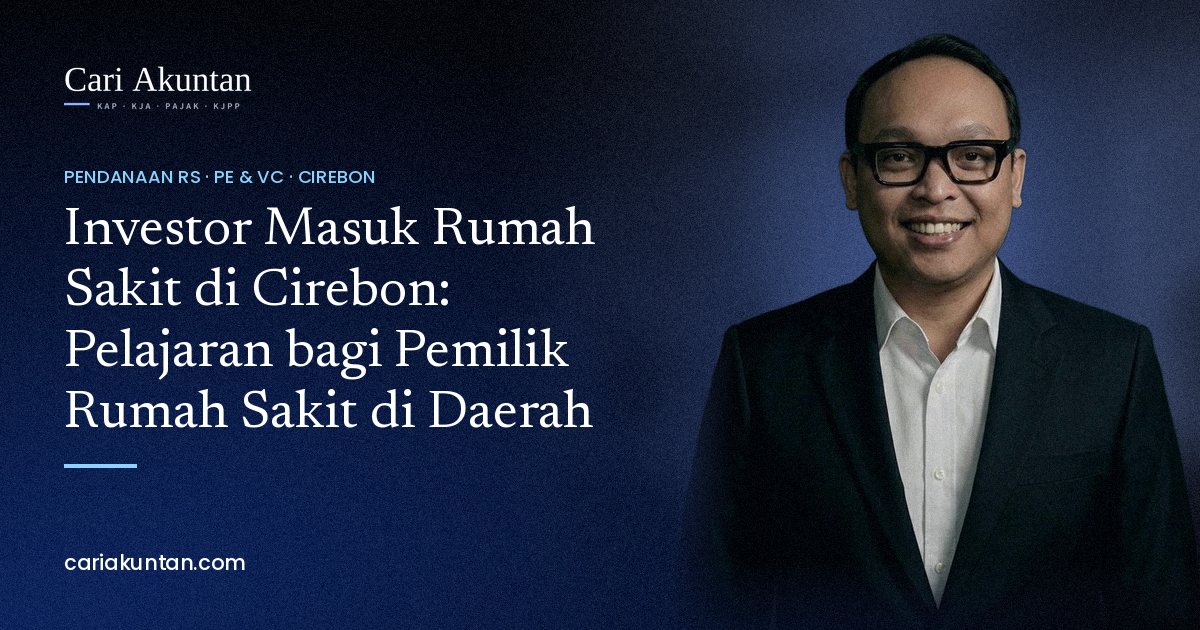 Cari Akuntan
KAP · KJA · PAJAK · KJPP
PENDANAAN RS · PE & VC · CIREBON
Investor Masuk Rumah
Sakit di Cirebon:
Pelajaran bagi Pemilik
Rumah Sakit di Daerah
cariakuntan.com